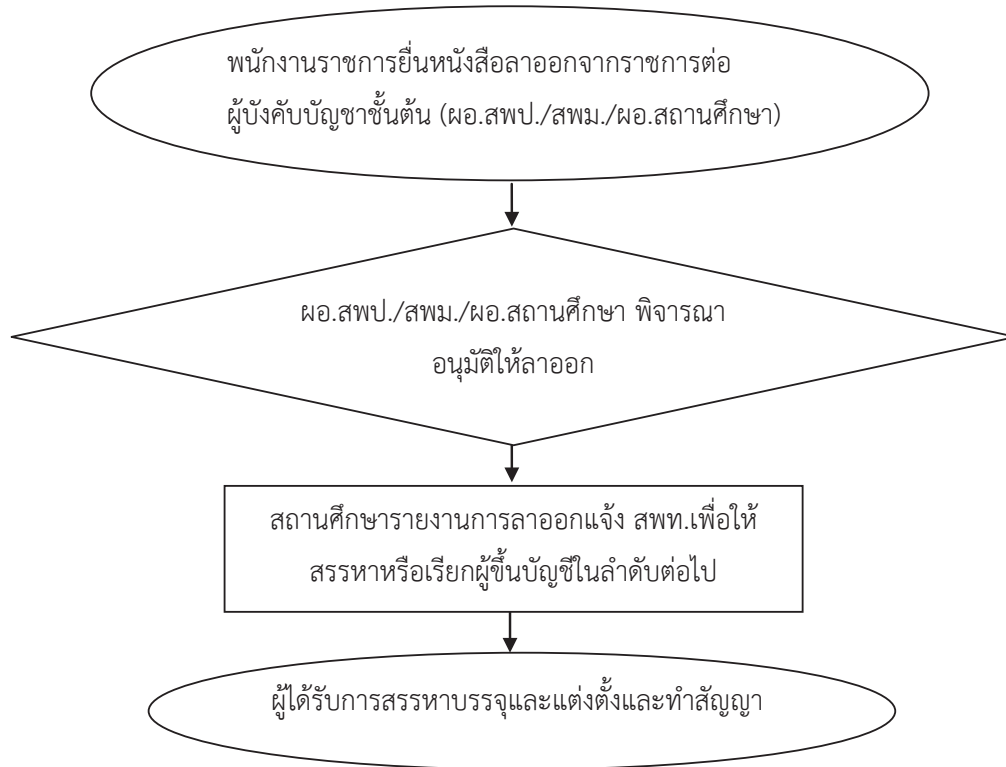 พนักงานราชการยื่นหนังสือลาออกจากราชการต่อ
ผู้บังคับบัญชาชั้นต้น (ผอ.สพป./สพม./ผอ.สถานศึกษา)
ผอ.สพป./สพม./ผอ.สถานศึกษา พิจารณา
อนุมัติให้ลาออก
สถานศึกษารายงานการลาออกแจ้ง สพท.เพื่อให้
สรรหาหรือเรียกผู้ขึ้นบัญชีในลำดับต่อไป
ผู้ได้รับการสรรหาบรรจุและแต่งตั้งและทำสัญญา